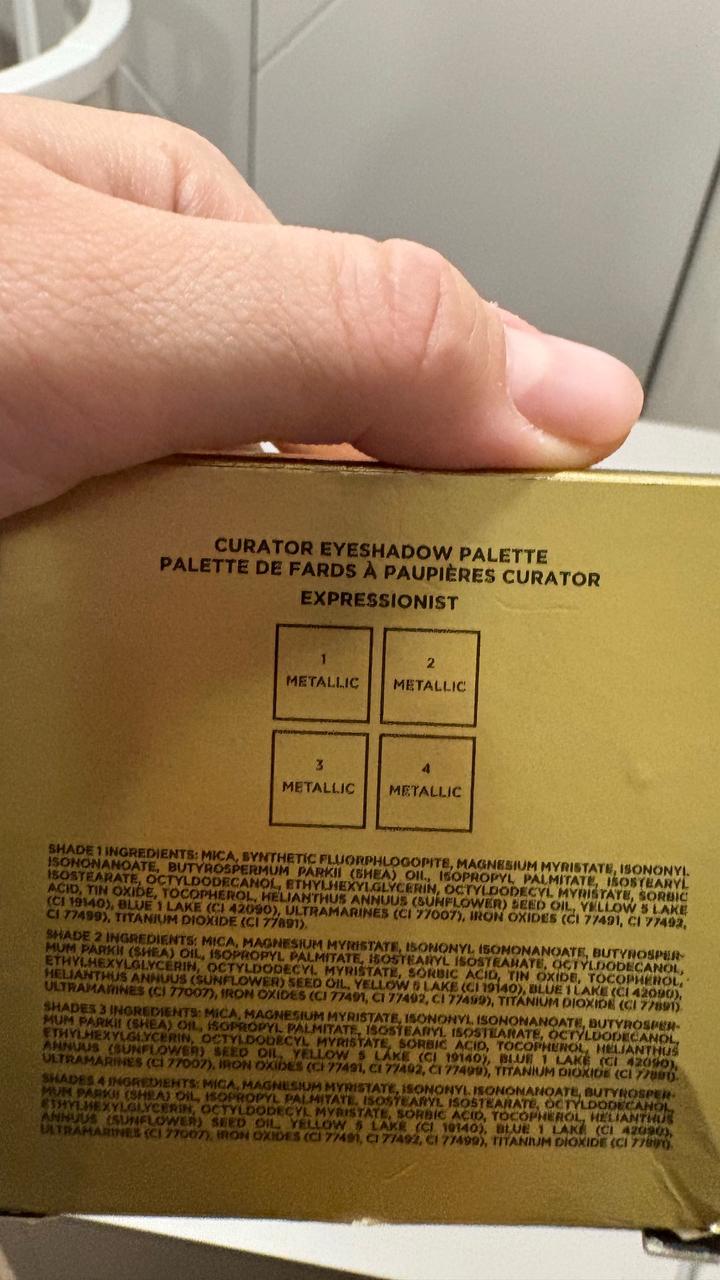 CURATOR EYESHADOW PALETTE
PALETTE DE FARDS À PAUPIÈRES CURATOR
EXPRESSIONIST
1
METALLIC
2
METALLIC
3
METALLIC
4
METALLIC
SHADE 1 INGREDIENTS: MICA, SYNTHETIC FLUORPHLOGOPITE, MAGNESIUM MYRISTATE, ISONONYL
ISONONANOATE, BUTYROSPERMUM PARKII (SHEA) OIL, ISOPROPYL PALMITATE, ISOSTEARYL
ISOSTEARATE, OCTYLDODECANOL, ETHYLHEXYLGLYCERIN, OCTYLDODECYL MYRISTATE, SORBIC
ACID, TIN OXIDE, TOCOPHEROL, HELIANTHUS ANNUUS (SUNFLOWER) SEED OIL, YELLOW 5 LAKE
(CI 19140), BLUE 1 LAKE (CI 42090), ULTRAMARINES (CI 77007), IRON OXIDES (CI 77491, CI 77492,
CI 77499), TITANIUM DIOXIDE (CI 77891).
SHADE 2 INGREDIENTS: MICA, MAGNESIUM MYRISTATE, ISONONYL ISONONANOATE, BUTYROSPER-
MUM PARKII (SHEA) OIL, ISOPROPYL PALMITATE, ISOSTEARYL ISOSTEARATE, OCTYLDODECANOL,
ETHYLHEXYLGLYCERIN, OCTYLDODECYL MYRISTATE, SORBIC ACID, TIN OXIDE, TOCOPHEROL,
HELIANTHUS ANNUUS (SUNFLOWER) SEED OIL, YELLOW 5 LAKE (CI 19140), BLUE 1 LAKE (CI 42090),
ULTRAMARINES (CI 77007), IRON OXIDES (CI 77491, CI 77492, CI 77499), TITANIUM DIOXIDE (CI 77891).
SHADES 3 INGREDIENTS: MICA, MAGNESIUM MYRISTATE, ISONONYL ISONONANOATE, BUTYROSPER-
MUM PARKII (SHEA) OIL, ISOPROPYL PALMITATE, ISOSTEARYL ISOSTEARATE, OCTYLDODECANOL,
ETHYLHEXYLGLYCERIN, OCTYLDODECYL MYRISTATE, SORBIC ACID, TOCOPHEROL, HELIANTHUS
ANNUUS (SUNFLOWER) SEED OIL, YELLOW 5 LAKE (CI 19140), BLUE 1 LAKE (CI 42090),
ULTRAMARINES (CI 77007), IRON OXIDES (CI 77491, CI 77492, CI 77499), TITANIUM DIOXIDE (CI 77891).
SHADES 4 INGREDIENTS: MICA, MAGNESIUM MYRISTATE, ISONONYL ISONONANOATE, BUTYROSPER-
MUM PARKII (SHEA) OIL, ISOPROPYL PALMITATE, ISOSTEARYL ISOSTEARATE, OCTYLDODECANOL,
ETHYLHEXYLGLYCERIN, OCTYLDODECYL MYRISTATE, SORBIC ACID, TOCOPHEROL, HELIANTHUS
ANNUUS (SUNFLOWER) SEED OIL, YELLOW 5 LAKE (CI 19140), BLUE 1 LAKE (CI 42090),
ULTRAMARINES (CI 77007), IRON OXIDES (CI 77491, CI 77492, CI 77499), TITANIUM DIOXIDE (CI 77891).